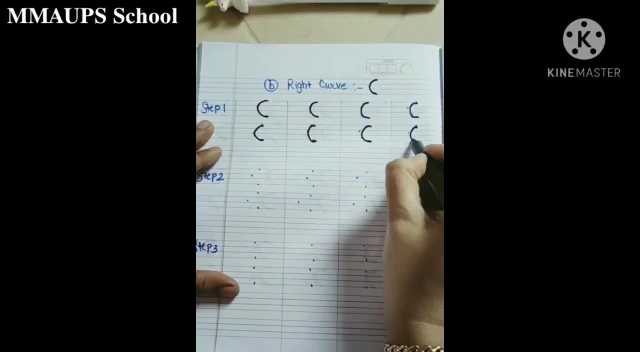 MMAUPS School
K
KINEMASTER
(b) Right Curve :- (
Step1 ( ( ( (
( ( ( (
Step2
Step3